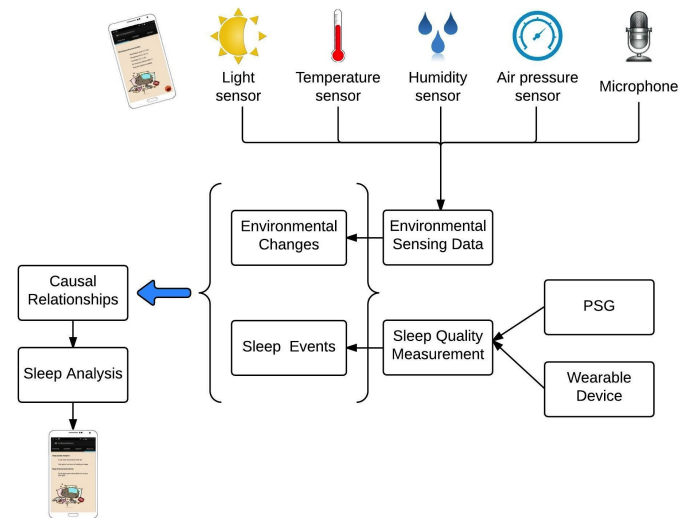 Light
sensor
Temperature
sensor
Humidity
sensor
Air pressure
sensor
Microphone
Environmental
Changes
Environmental
Sensing Data
Causal
Relationships
PSG
Sleep Events
Sleep Quality
Measurement
Sleep Analysis
Wearable
Device